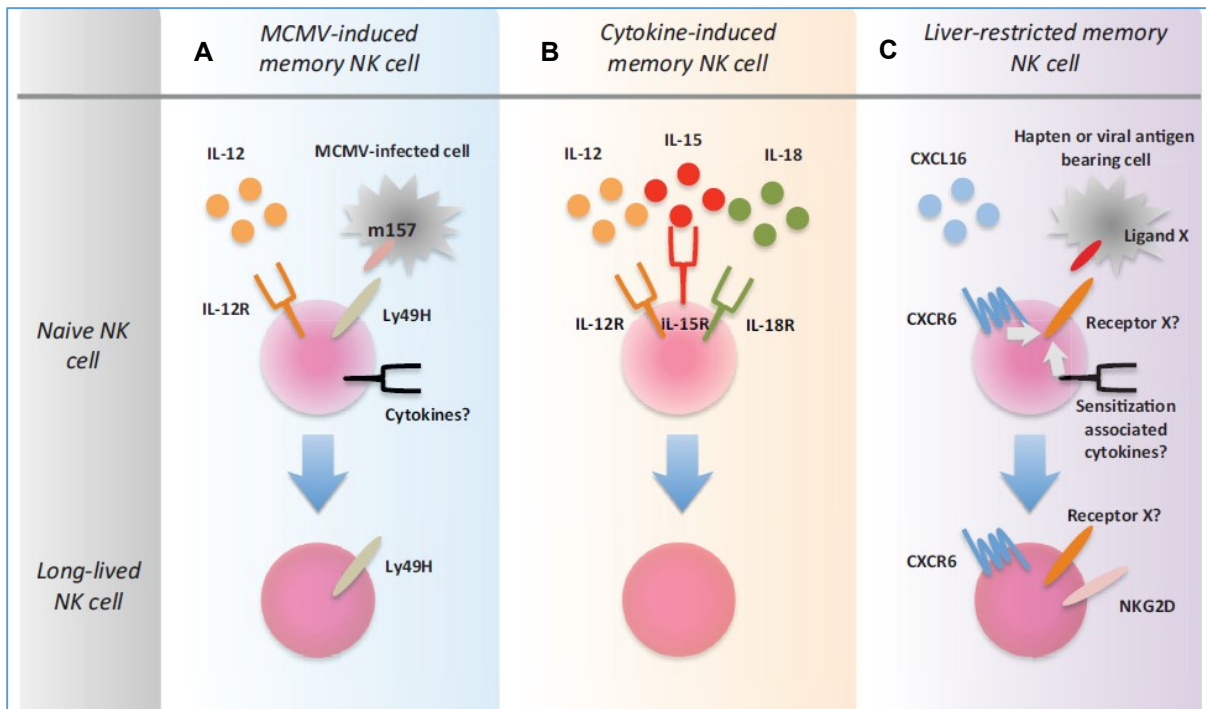 A
MCMV-induced
memory NK cell
B
Cytokine-induced
memory NK cell
C
Liver-restricted memory
NK cell
Naive NK
cell
IL-12
MCMV-infected cell
m157
IL-12R
Ly49H
Cytokines?
IL-12
IL-15
IL-18
IL-12R
IL-15R
IL-18R
CXCL16
Hapten or viral antigen
bearing cell
Ligand X
CXCR6
Receptor X?
Sensitization
associated
cytokines?
Long-lived
NK cell
Ly49H
CXCR6
Receptor X?
NKG2D